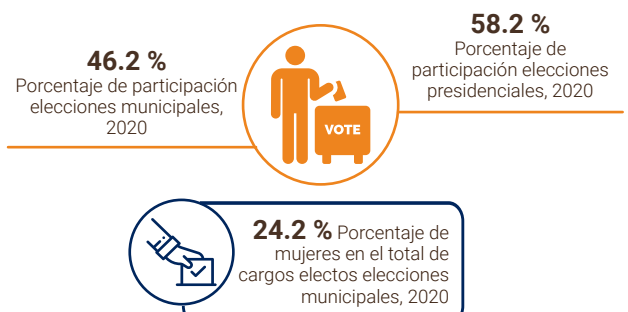 46.2 %
Porcentaje de participación
elecciones municipales,
2020
VOTE
58.2 %
Porcentaje de
participación elecciones
presidenciales, 2020
24.2 % Porcentaje de
mujeres en el total de
cargos electos elecciones
municipales, 2020